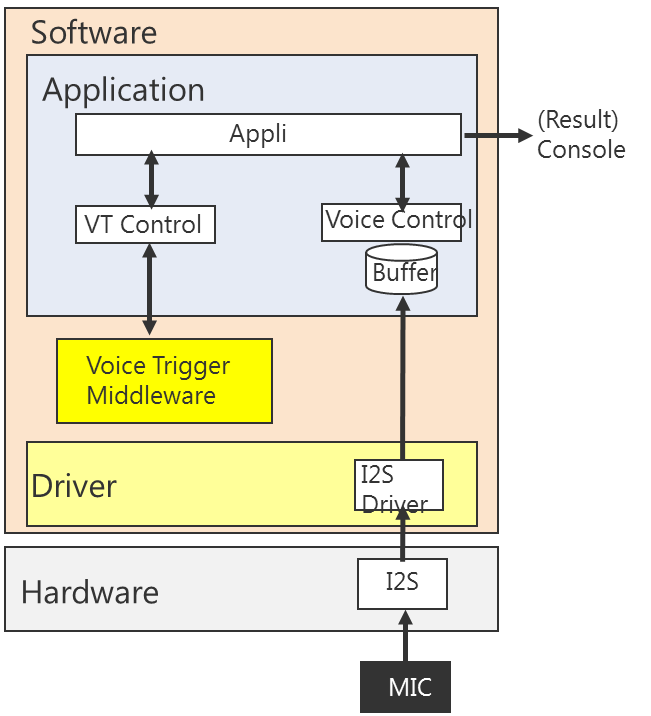 Software
Application
Appli
(Result)
Console
VT Control
Voice Control
Buffer
Voice Trigger
Middleware
Driver
I2S
Driver
Hardware
I2S
MIC